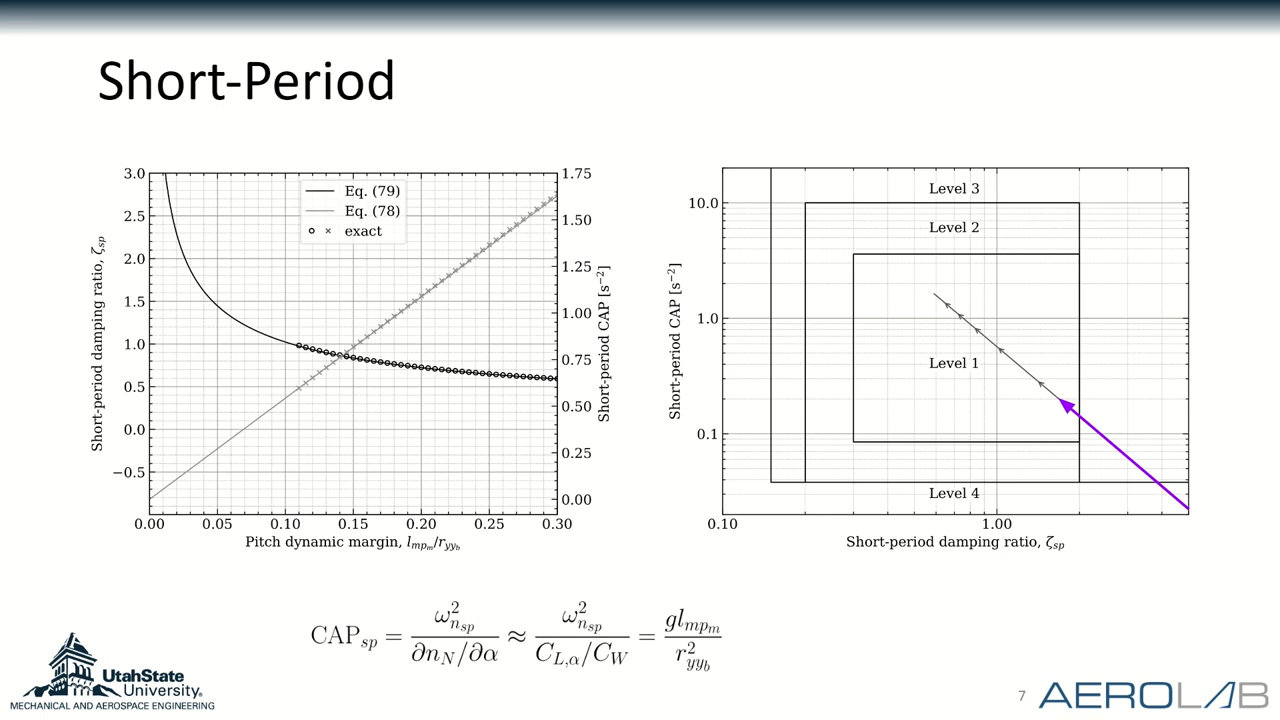 Short-Period
3.0
2.5
2.0
1.5
1.0
0.5
0.0
−0.5
Short-period damping ratio, ζsp
Eq. (79)
Eq. (78)
exact
1.75
1.50
1.25
1.00
0.75
0.50
0.25
0.00
Short-period CAP [s⁻²]
0.00 0.05 0.10 0.15 0.20 0.25 0.30
Pitch dynamic margin, lmpm/ryyb
Short-period CAP [s⁻²]
10.0
1.0
0.1
Level 3
Level 2
Level 1
Level 4
0.10 1.00
Short-period damping ratio, ζsp
CAPsp = ω²nsp / ∂nN/∂α ≈ ω²nsp / CL,α/CW = glmpm / r²yyb
UtahState
University®
MECHANICAL AND AEROSPACE ENGINEERING
7
AEROLAB